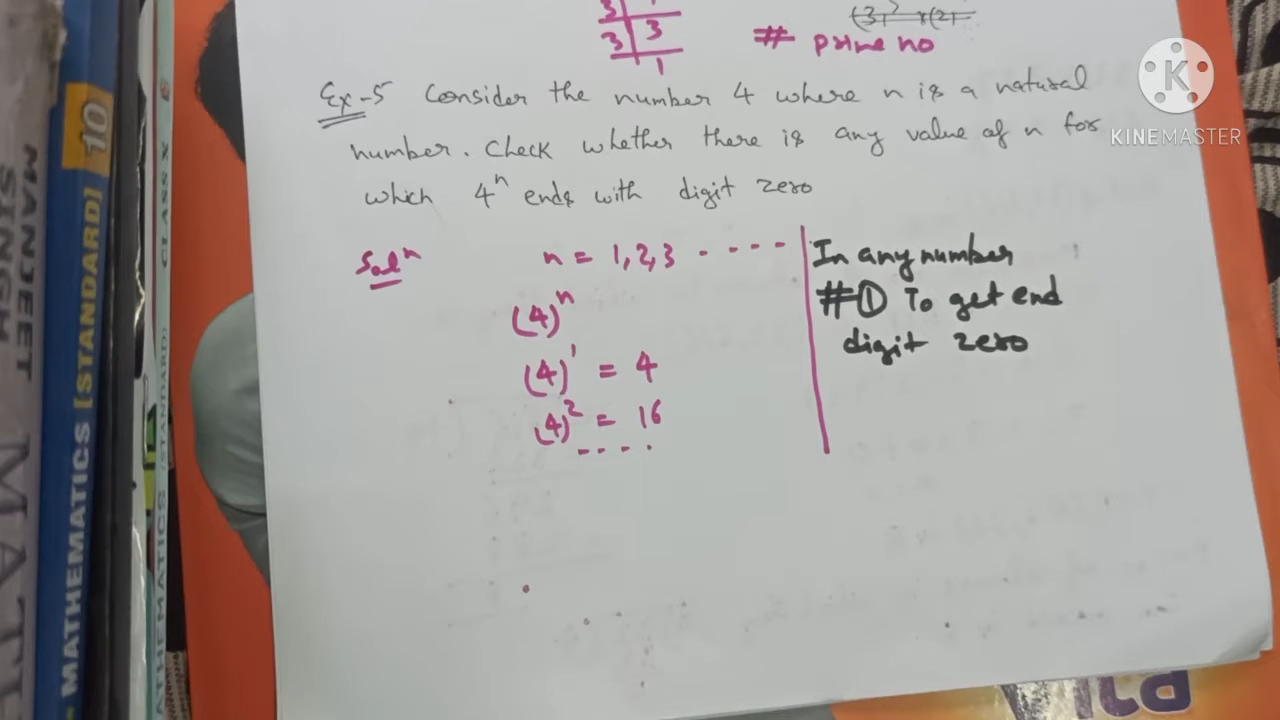 3
3 3
1
# prime no
Ex-5 Consider the number 4 where n is a natural
number. Check whether there is any value of n for
which 4ⁿ ends with digit zero
Solⁿ
n = 1,2,3 - - - - -
(4)ⁿ
(4)¹ = 4
(4)² = 16
- - - -
In any number
#① To get end
digit zero
KINEMASTER
MANJEET SINGH
MATH
MATHEMATICS [STANDARD] 10
MATHEMATICS (STANDARD) CLASS X